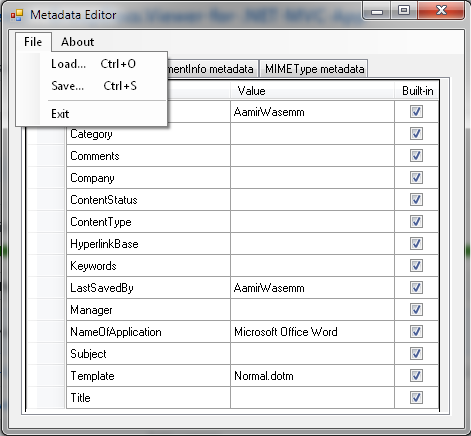 Metadata Editor
File About
Load... Ctrl+O
Save... Ctrl+S
Exit
mentInfo metadata MIMEType metadata
Value Built-in
AamirWasemm
Category
Comments
Company
ContentStatus
ContentType
HyperlinkBase
Keywords
LastSavedBy AamirWasemm
Manager
NameOfApplication Microsoft Office Word
Subject
Template Normal.dotm
Title